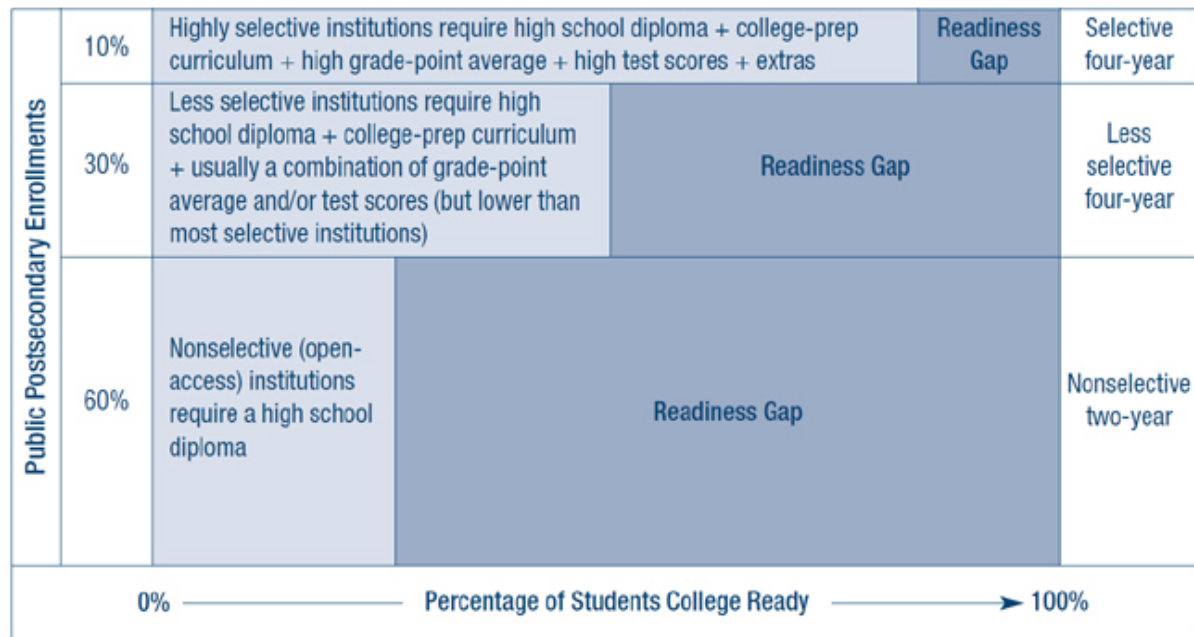 Public Postsecondary Enrollments
10%
Highly selective institutions require high school diploma + college-prep
curriculum + high grade-point average + high test scores + extras
Readiness
Gap
Selective
four-year
30%
Less selective institutions require high
school diploma + college-prep curriculum
+ usually a combination of grade-point
average and/or test scores (but lower than
most selective institutions)
Readiness Gap
Less
selective
four-year
60%
Nonselective (open-
access) institutions
require a high school
diploma
Readiness Gap
Nonselective
two-year
0% Percentage of Students College Ready 100%